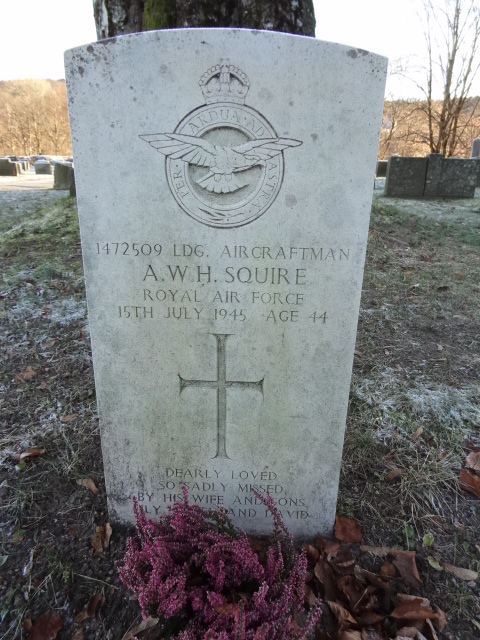 PER ARDUA AD ASTRA
1472509 LDG. AIRCRAFTMAN
A.W.H. SQUIRE
ROYAL AIR FORCE
15TH JULY 1945 AGE 44
DEARLY LOVED
SO SADLY MISSED
BY HIS WIFE AND SONS,
AND DAVID.